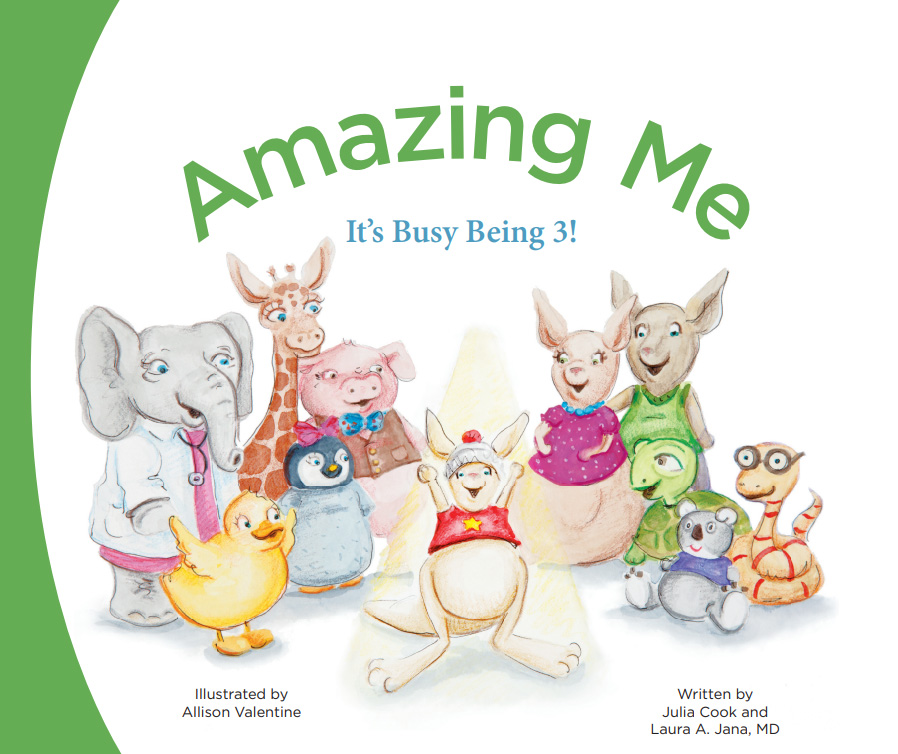 Amazing Me
It's Busy Being 3!
Illustrated by
Allison Valentine
Written by
Julia Cook and
Laura A. Jana, MD